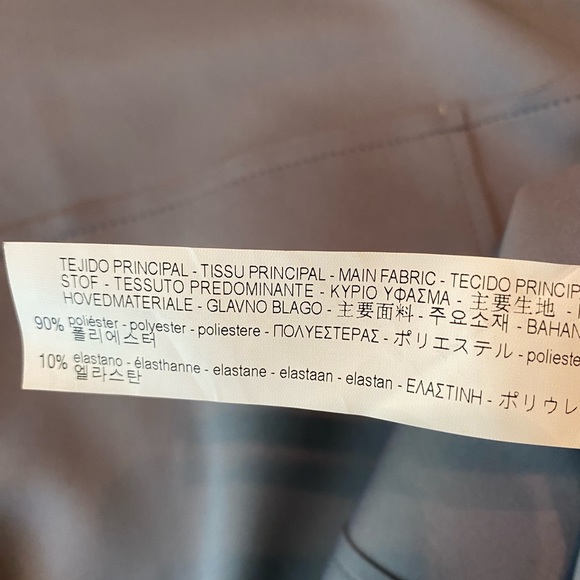 TEJIDO PRINCIPAL - TISSU PRINCIPAL - MAIN FABRIC - TECIDO PRINCIP
STOF - TESSUTO PREDOMINANTE - ΚΥΡΙΟ ΥΦΑΣΜΑ - 主要生地 -
HOVEDMATERIALE - GLAVNO BLAGO - 主要面料 - 주요소재 - BAHAN
90% poliéster - polyester - poliestere - ΠΟΛΥΕΣΤΕΡΑΣ - ポリエステル - polieste
폴리에스터
10% elastano - élasthanne - elastane - elastaan - elastan - ΕΛΑΣΤΙΝΗ - ポリウレ
엘라스탄